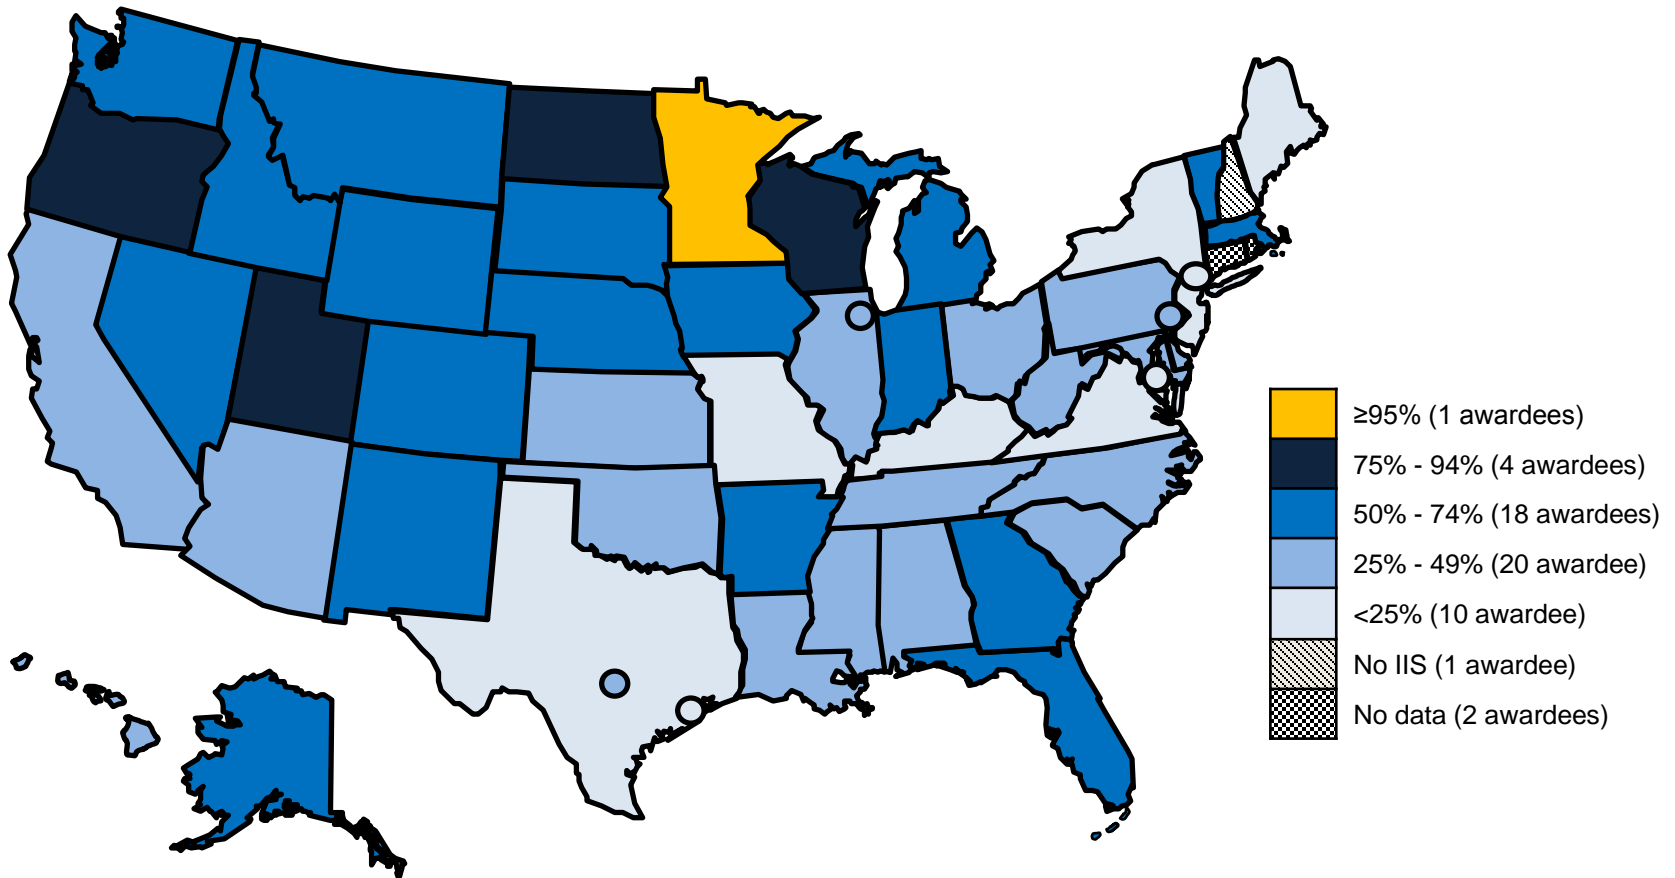 ≥95% (1 awardees)
75% - 94% (4 awardees)
50% - 74% (18 awardees)
25% - 49% (20 awardee)
<25% (10 awardee)
No IIS (1 awardee)
No data (2 awardees)